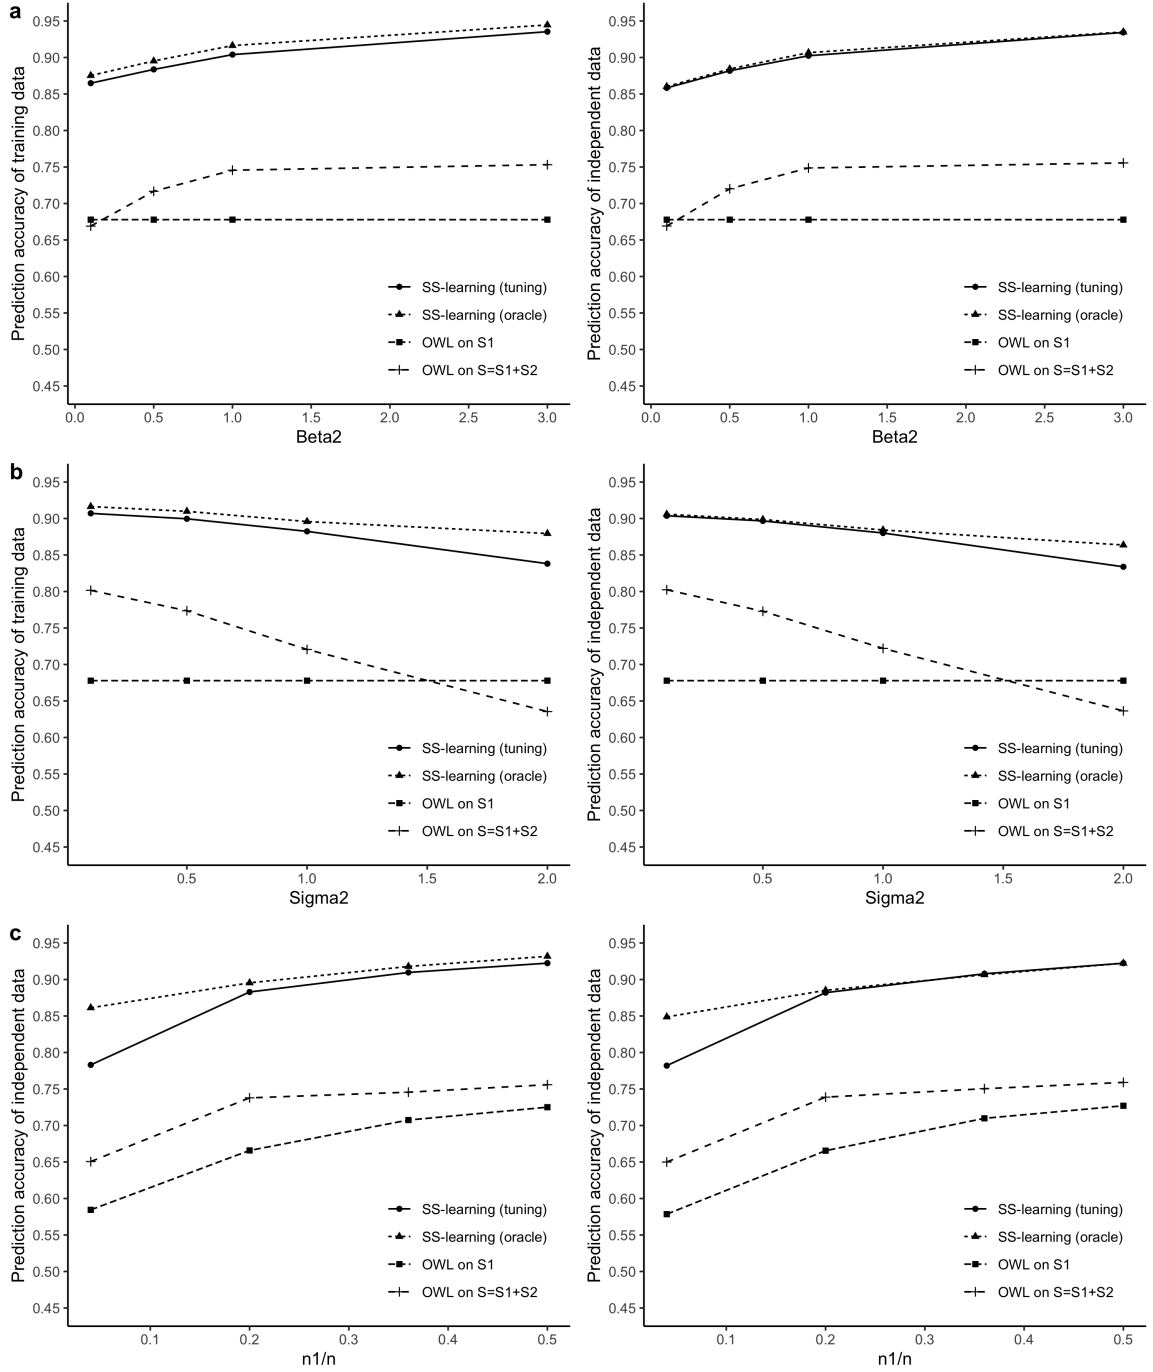 a
Prediction accuracy of training data
0.95
0.90
0.85
0.80
0.75
0.70
0.65
0.60
0.55
0.50
0.45
SS-learning (tuning)
SS-learning (oracle)
OWL on S1
OWL on S=S1+S2
0.0 0.5 1.0 1.5 2.0 2.5 3.0
Beta2
Prediction accuracy of independent data
0.95
0.90
0.85
0.80
0.75
0.70
0.65
0.60
0.55
0.50
0.45
SS-learning (tuning)
SS-learning (oracle)
OWL on S1
OWL on S=S1+S2
0.0 0.5 1.0 1.5 2.0 2.5 3.0
Beta2
b
Prediction accuracy of training data
0.95
0.90
0.85
0.80
0.75
0.70
0.65
0.60
0.55
0.50
0.45
SS-learning (tuning)
SS-learning (oracle)
OWL on S1
OWL on S=S1+S2
0.5 1.0 1.5 2.0
Sigma2
Prediction accuracy of independent data
0.95
0.90
0.85
0.80
0.75
0.70
0.65
0.60
0.55
0.50
0.45
SS-learning (tuning)
SS-learning (oracle)
OWL on S1
OWL on S=S1+S2
0.5 1.0 1.5 2.0
Sigma2
c
Prediction accuracy of independent data
0.95
0.90
0.85
0.80
0.75
0.70
0.65
0.60
0.55
0.50
0.45
SS-learning (tuning)
SS-learning (oracle)
OWL on S1
OWL on S=S1+S2
0.1 0.2 0.3 0.4 0.5
n1/n
Prediction accuracy of independent data
0.95
0.90
0.85
0.80
0.75
0.70
0.65
0.60
0.55
0.50
0.45
SS-learning (tuning)
SS-learning (oracle)
OWL on S1
OWL on S=S1+S2
0.1 0.2 0.3 0.4 0.5
n1/n